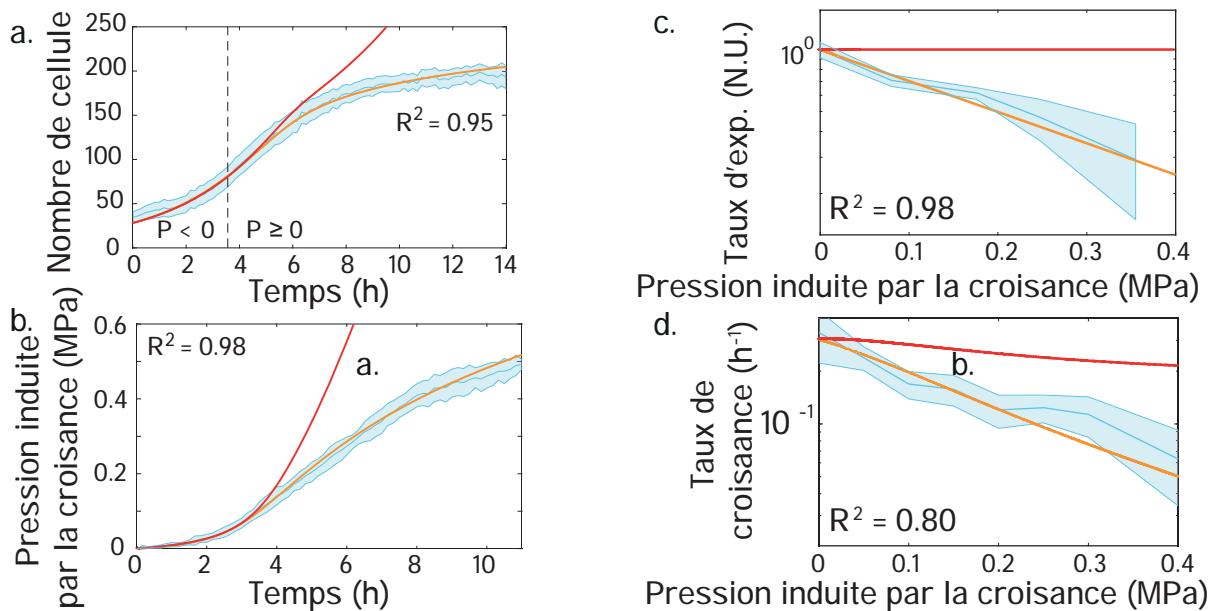 a.
Nombre de cellule
250
200
150
100
50
0
R² = 0.95
P < 0
P ≥ 0
0 2 4 6 8 10 12 14
Temps (h)
b.
Pression induite
par la croisance (MPa)
0.6
0.4
0.2
0
R² = 0.98
a.
0 2 4 6 8 10
Temps (h)
c.
Taux d'exp. (N.U.)
10⁰
R² = 0.98
0 0.1 0.2 0.3 0.4
Pression induite par la croisance (MPa)
d.
Taux de
croisance (h⁻¹)
10⁻¹
b.
R² = 0.80
0 0.1 0.2 0.3 0.4
Pression induite par la croisance (MPa)